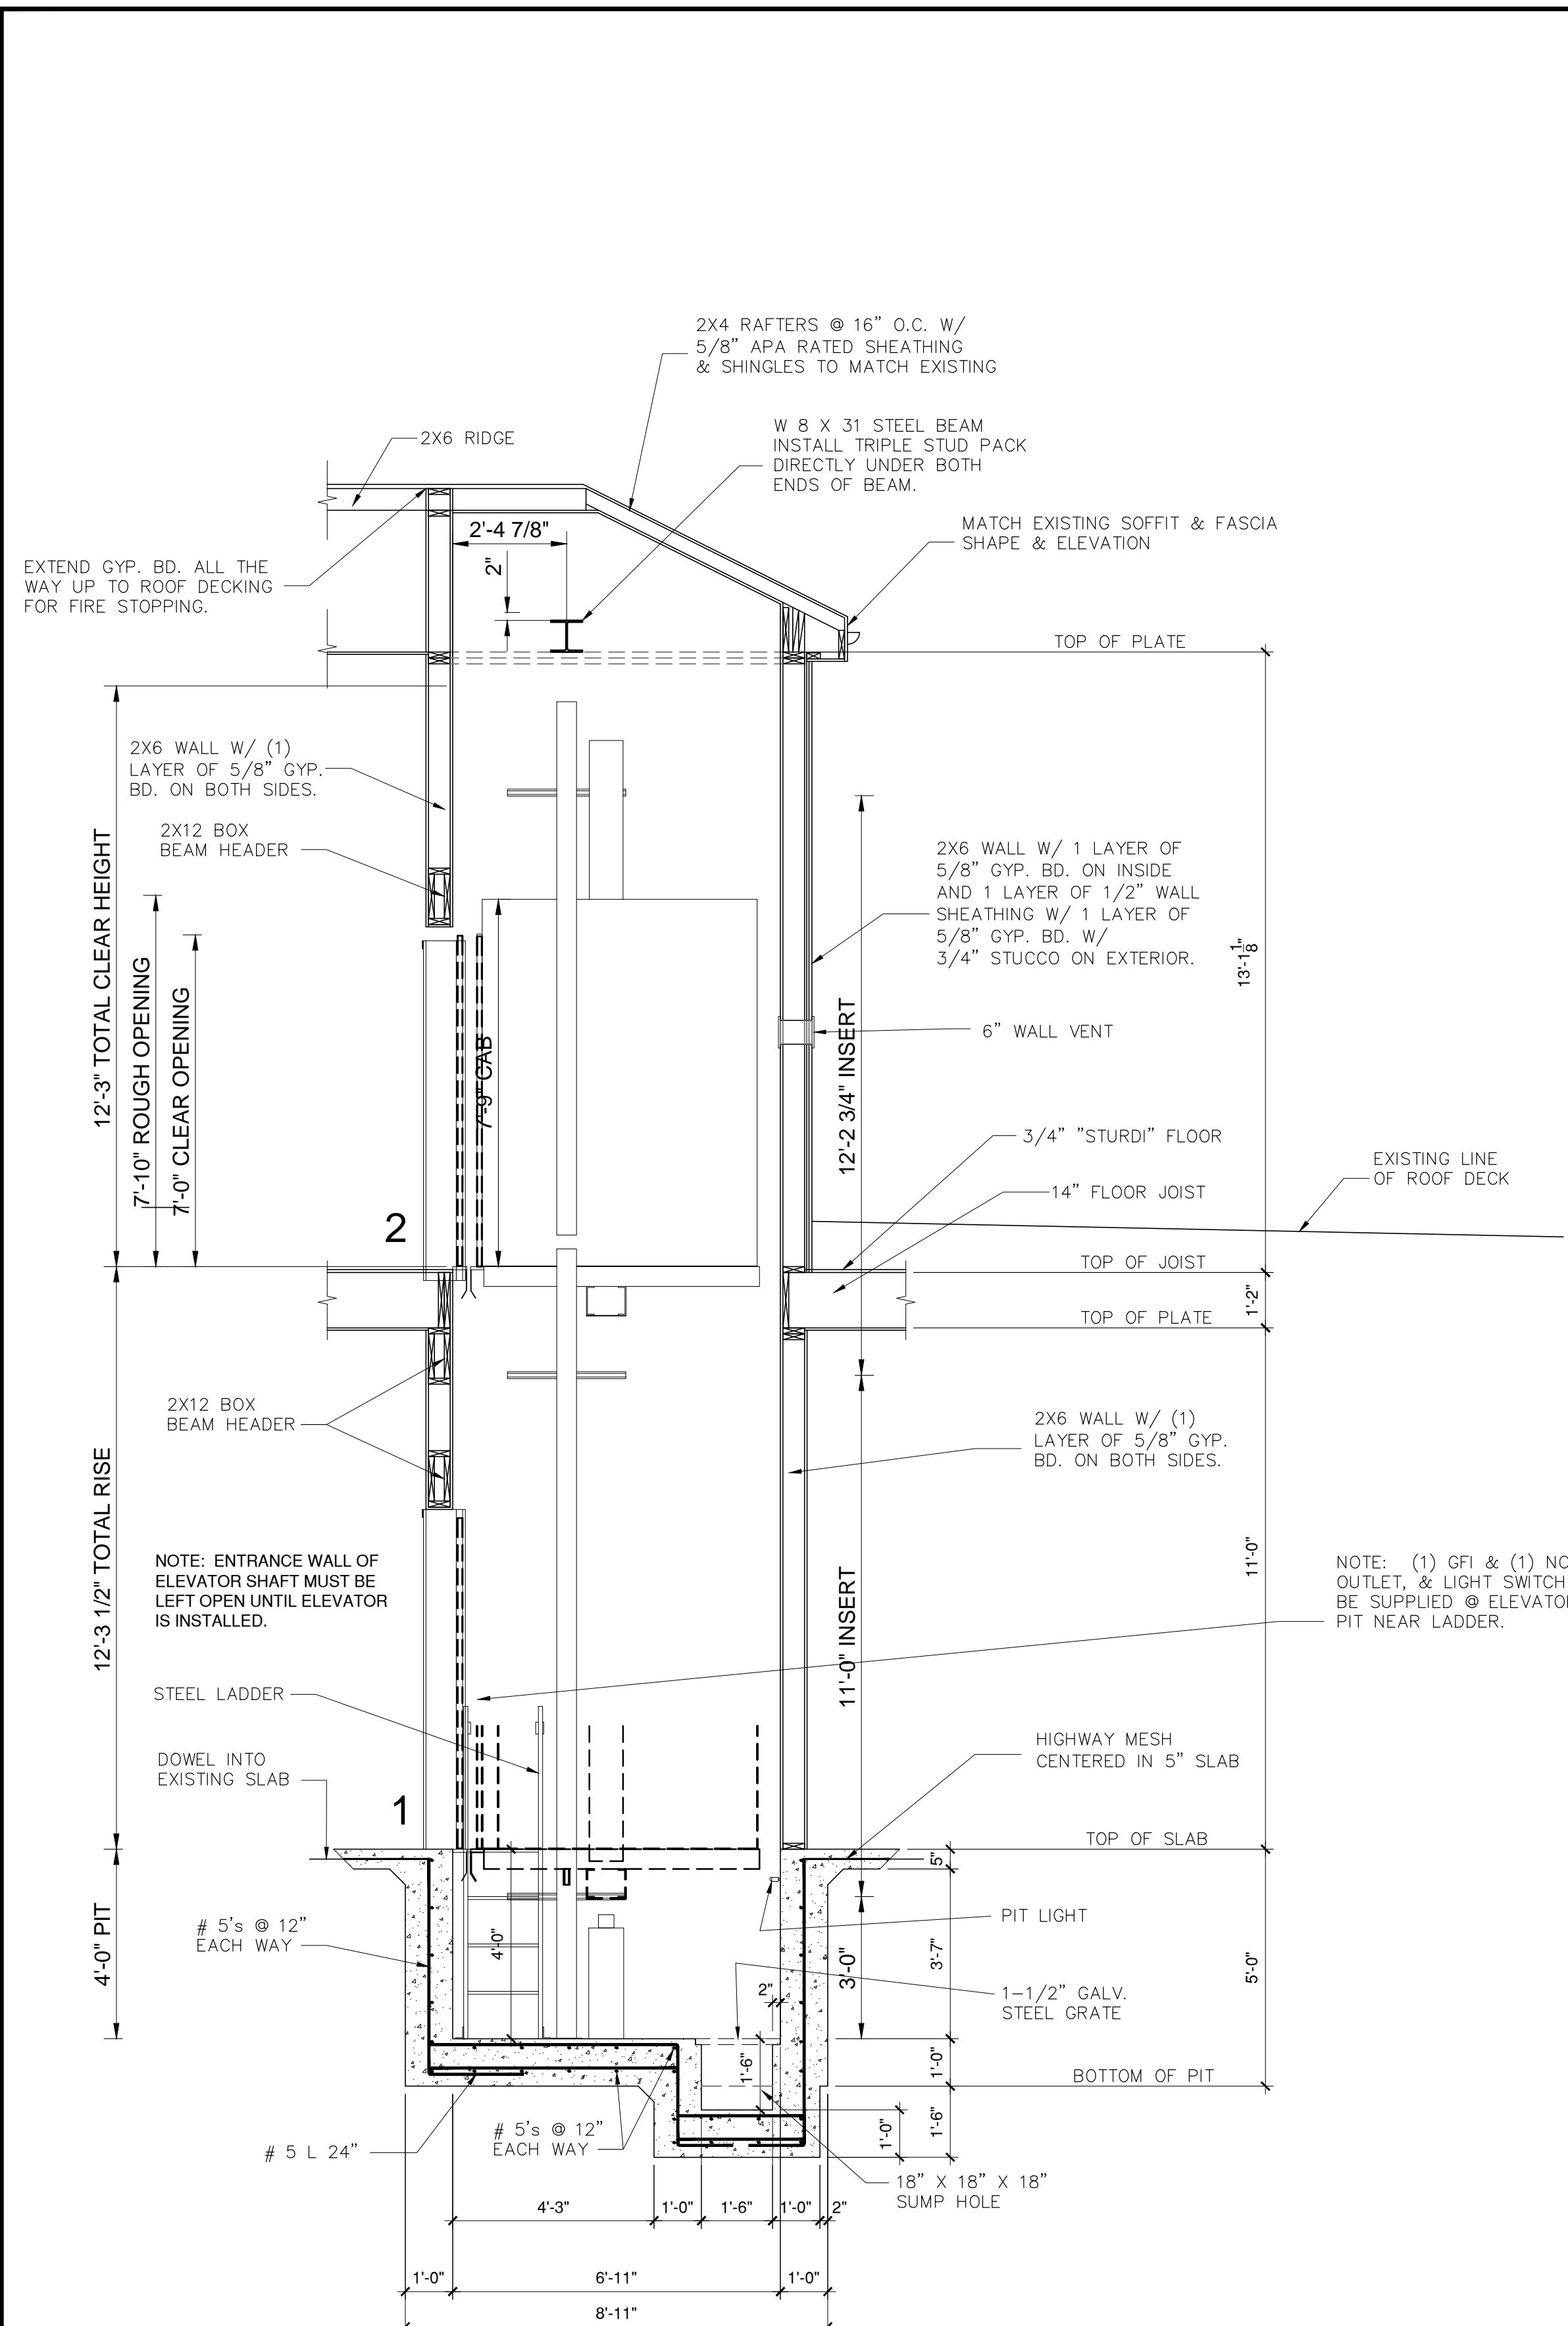 2X4 RAFTERS @ 16" O.C. W/
5/8" APA RATED SHEATHING
& SHINGLES TO MATCH EXISTING
2X6 RIDGE
W 8 X 31 STEEL BEAM
INSTALL TRIPLE STUD PACK
DIRECTLY UNDER BOTH
ENDS OF BEAM.
MATCH EXISTING SOFFIT & FASCIA
SHAPE & ELEVATION
2'-4 7/8"
2"
EXTEND GYP. BD. ALL THE
WAY UP TO ROOF DECKING
FOR FIRE STOPPING.
TOP OF PLATE
2X6 WALL W/ (1)
LAYER OF 5/8" GYP.
BD. ON BOTH SIDES.
2X12 BOX
BEAM HEADER
12'-3" TOTAL CLEAR HEIGHT
7'-10" ROUGH OPENING
7'-0" CLEAR OPENING
7'-9" CAB
12'-2 3/4" INSERT
2X6 WALL W/ 1 LAYER OF
5/8" GYP. BD. ON INSIDE
AND 1 LAYER OF 1/2" WALL
SHEATHING W/ 1 LAYER OF
5/8" GYP. BD. W/
3/4" STUCCO ON EXTERIOR.
13'-1 1/8"
6" WALL VENT
3/4" "STURDI" FLOOR
14" FLOOR JOIST
EXISTING LINE
OF ROOF DECK
2
TOP OF JOIST
1'-2"
TOP OF PLATE
2X12 BOX
BEAM HEADER
12'-3 1/2" TOTAL RISE
2X6 WALL W/ (1)
LAYER OF 5/8" GYP.
BD. ON BOTH SIDES.
NOTE: ENTRANCE WALL OF
ELEVATOR SHAFT MUST BE
LEFT OPEN UNTIL ELEVATOR
IS INSTALLED.
11'-0" INSERT
11'-0"
NOTE: (1) GFI & (1)
OUTLET, & LIGHT SWITCH
BE SUPPLIED @
PIT NEAR LADDER.
STEEL LADDER
DOWEL INTO
EXISTING SLAB
HIGHWAY MESH
CENTERED IN 5" SLAB
1
TOP OF SLAB
5"
4'-0" PIT
# 5's @ 12"
EACH WAY
4'-0"
PIT LIGHT
3'-0"
3'-7"
5'-0"
2"
1-1/2" GALV.
STEEL GRATE
1'-6"
1'-0"
BOTTOM OF PIT
# 5 L 24"
# 5's @ 12"
EACH WAY
1'-0"
1'-6"
18" X 18" X 18"
SUMP HOLE
4'-3"
1'-0"
1'-6"
1'-0"
2"
1'-0"
6'-11"
1'-0"
8'-11"